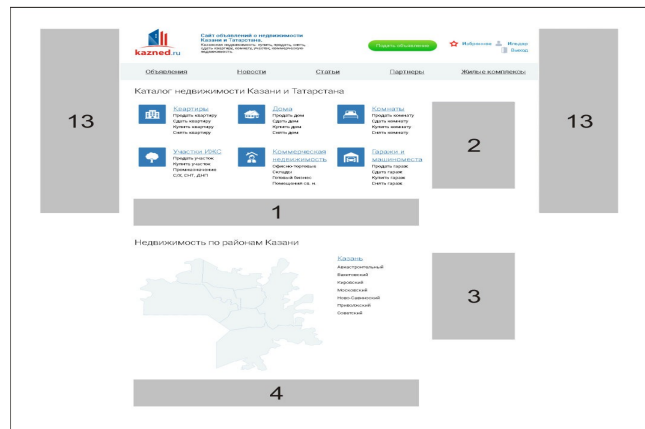 kazned.ru
Сайт объявлений о недвижимости
Казани и Татарстана.
Подать объявление
Избранное
Выход
Объявления
Новости
Статьи
Партнеры
Жилые комплексы
Каталог недвижимости Казани и Татарстана
13
13
Квартиры
Продать квартиру
Сдать квартиру
Купить квартиру
Снять квартиру
Дома
Продать дом
Сдать дом
Купить дом
Снять дом
Комнаты
Продать комнату
Сдать комнату
Купить комнату
Снять комнату
2
Участки ИЖС
Продать участок
Купить участок
Коммерческая
недвижимость
Офисно-торговые
Склады
Готовый бизнес
Помещения св. н.
Гаражи и
машиноместа
Продать гараж
Сдать гараж
Купить гараж
Снять гараж
1
Недвижимость по районам Казани
Казань
Авиастроительный
Вахитовский
Кировский
Московский
Ново-Савиновский
Приволжский
Советский
3
4